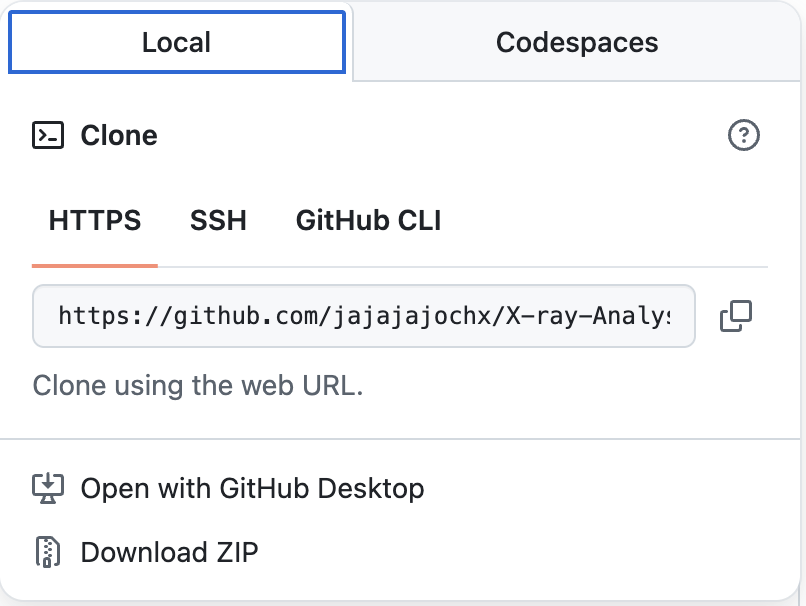 Local
Codespaces
Clone
HTTPS
SSH
GitHub CLI
https://github.com/jajajajochx/X-ray-Analys
Clone using the web URL.
Open with GitHub Desktop
Download ZIP